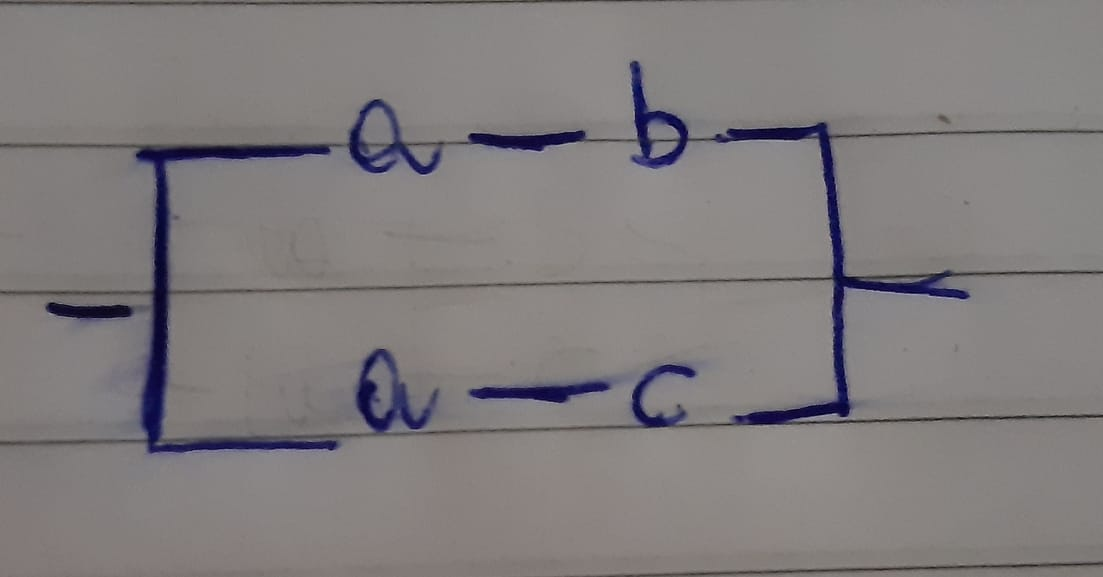 a — b
a — c